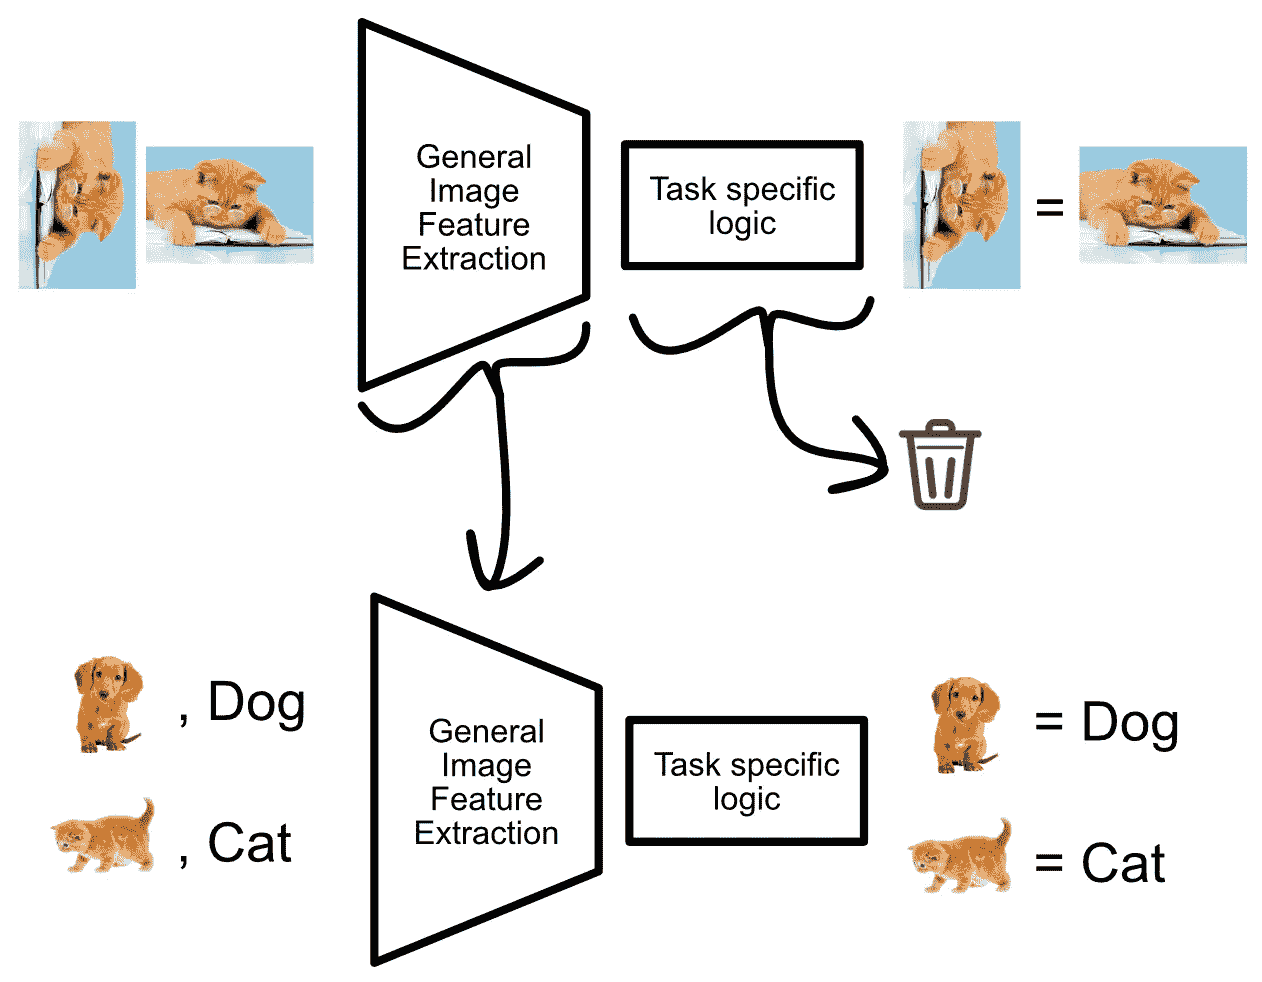 General
Image
Feature
Extraction
Task specific
logic
=
, Dog
, Cat
General
Image
Feature
Extraction
Task specific
logic
= Dog
= Cat